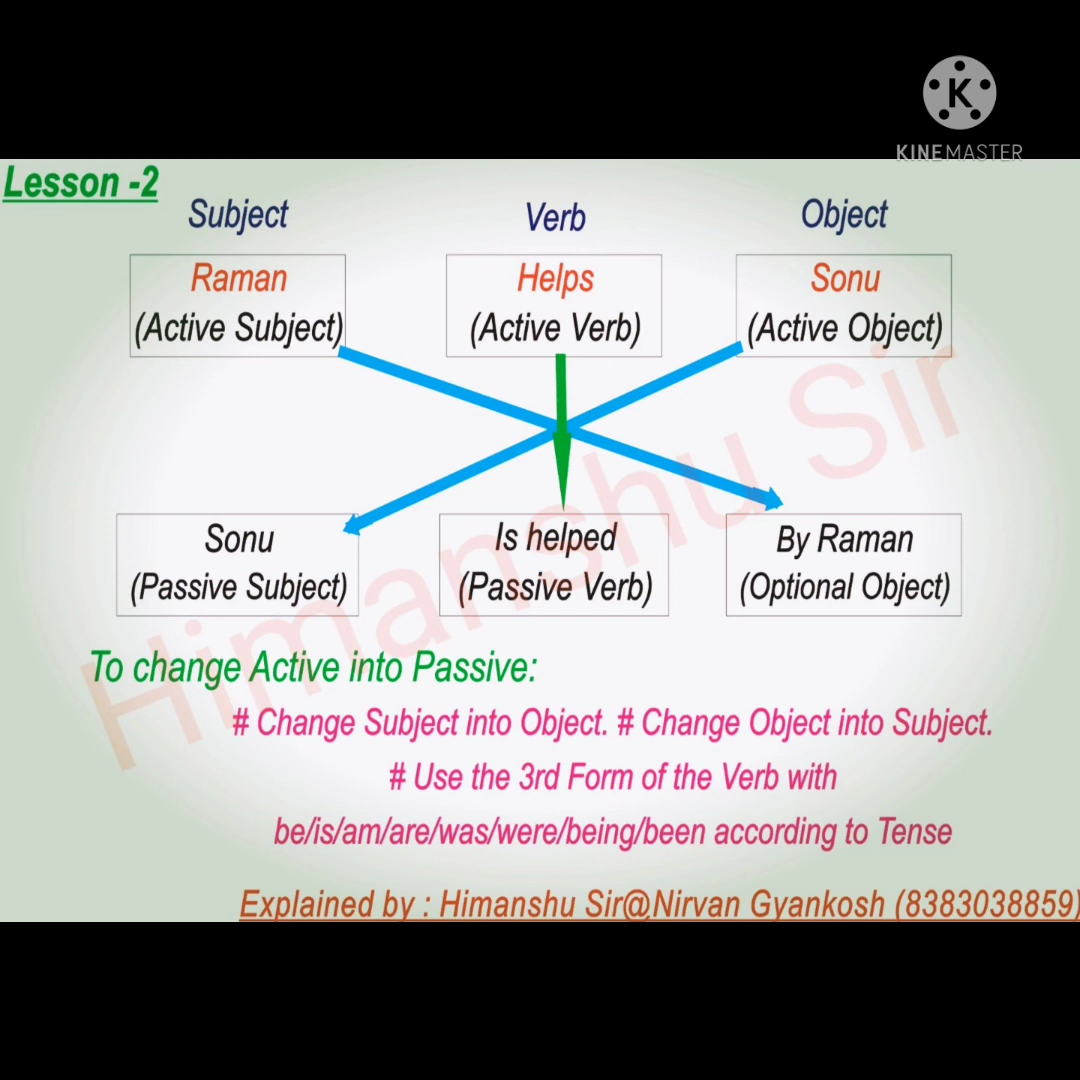 KINEMASTER
Lesson -2
Subject Verb Object
Raman Helps Sonu
(Active Subject) (Active Verb) (Active Object)
Sonu Is helped By Raman
(Passive Subject) (Passive Verb) (Optional Object)
Himanshu Sir
To change Active into Passive:
# Change Subject into Object. # Change Object into Subject.
# Use the 3rd Form of the Verb with
be/is/am/are/was/were/being/been according to Tense
Explained by : Himanshu Sir@Nirvan Gyankosh (8383038859)